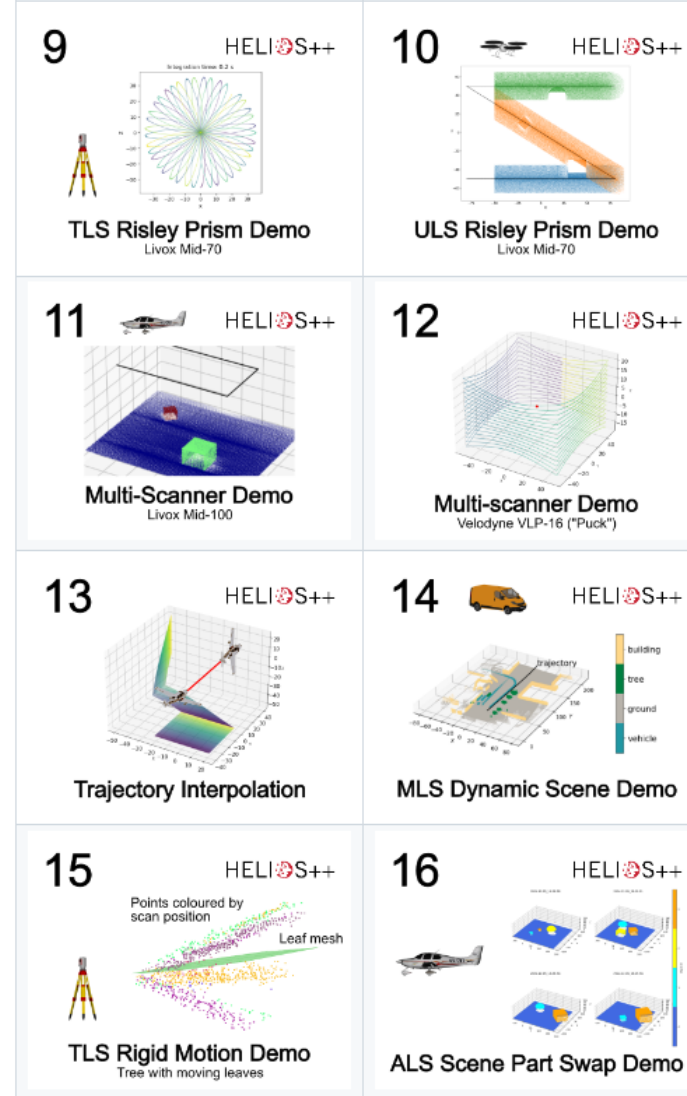 9
HELIOS++
Integration time: 0.2 s
TLS Risley Prism Demo
Livox Mid-70
10
HELIOS++
ULS Risley Prism Demo
Livox Mid-70
11
HELIOS++
Multi-Scanner Demo
Livox Mid-100
12
HELIOS++
Multi-scanner Demo
Velodyne VLP-16 ("Puck")
13
HELIOS++
Trajectory Interpolation
14
HELIOS++
trajectory
building
tree
ground
vehicle
MLS Dynamic Scene Demo
15
HELIOS++
Points coloured by
scan position
Leaf mesh
TLS Rigid Motion Demo
Tree with moving leaves
16
HELIOS++
ALS Scene Part Swap Demo